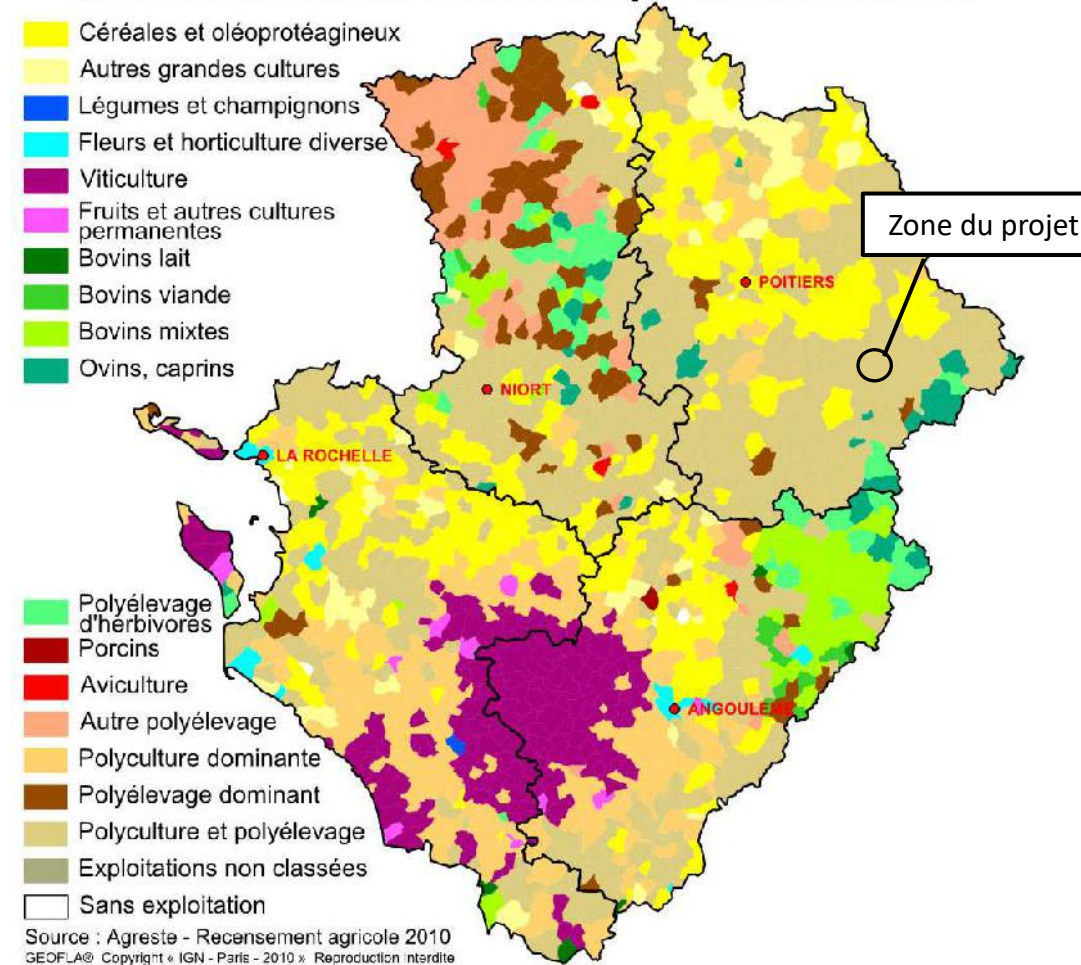 Céréales et oléoprotéagineux
Autres grandes cultures
Légumes et champignons
Fleurs et horticulture diverse
Viticulture
Fruits et autres cultures
permanentes
Bovins lait
Bovins viande
Bovins mixtes
Ovins, caprins
Zone du projet
POITIERS
NIORT
LA ROCHELLE
ANGOULEME
Polyélevage
d'herbivores
Porcins
Aviculture
Autre polyélevage
Polyculture dominante
Polyélevage dominant
Polyculture et polyélevage
Exploitations non classées
Sans exploitation
Source : Agreste - Recensement agricole 2010
GEOFLA® Copyright « IGN - Paris - 2010 » Reproduction interdite